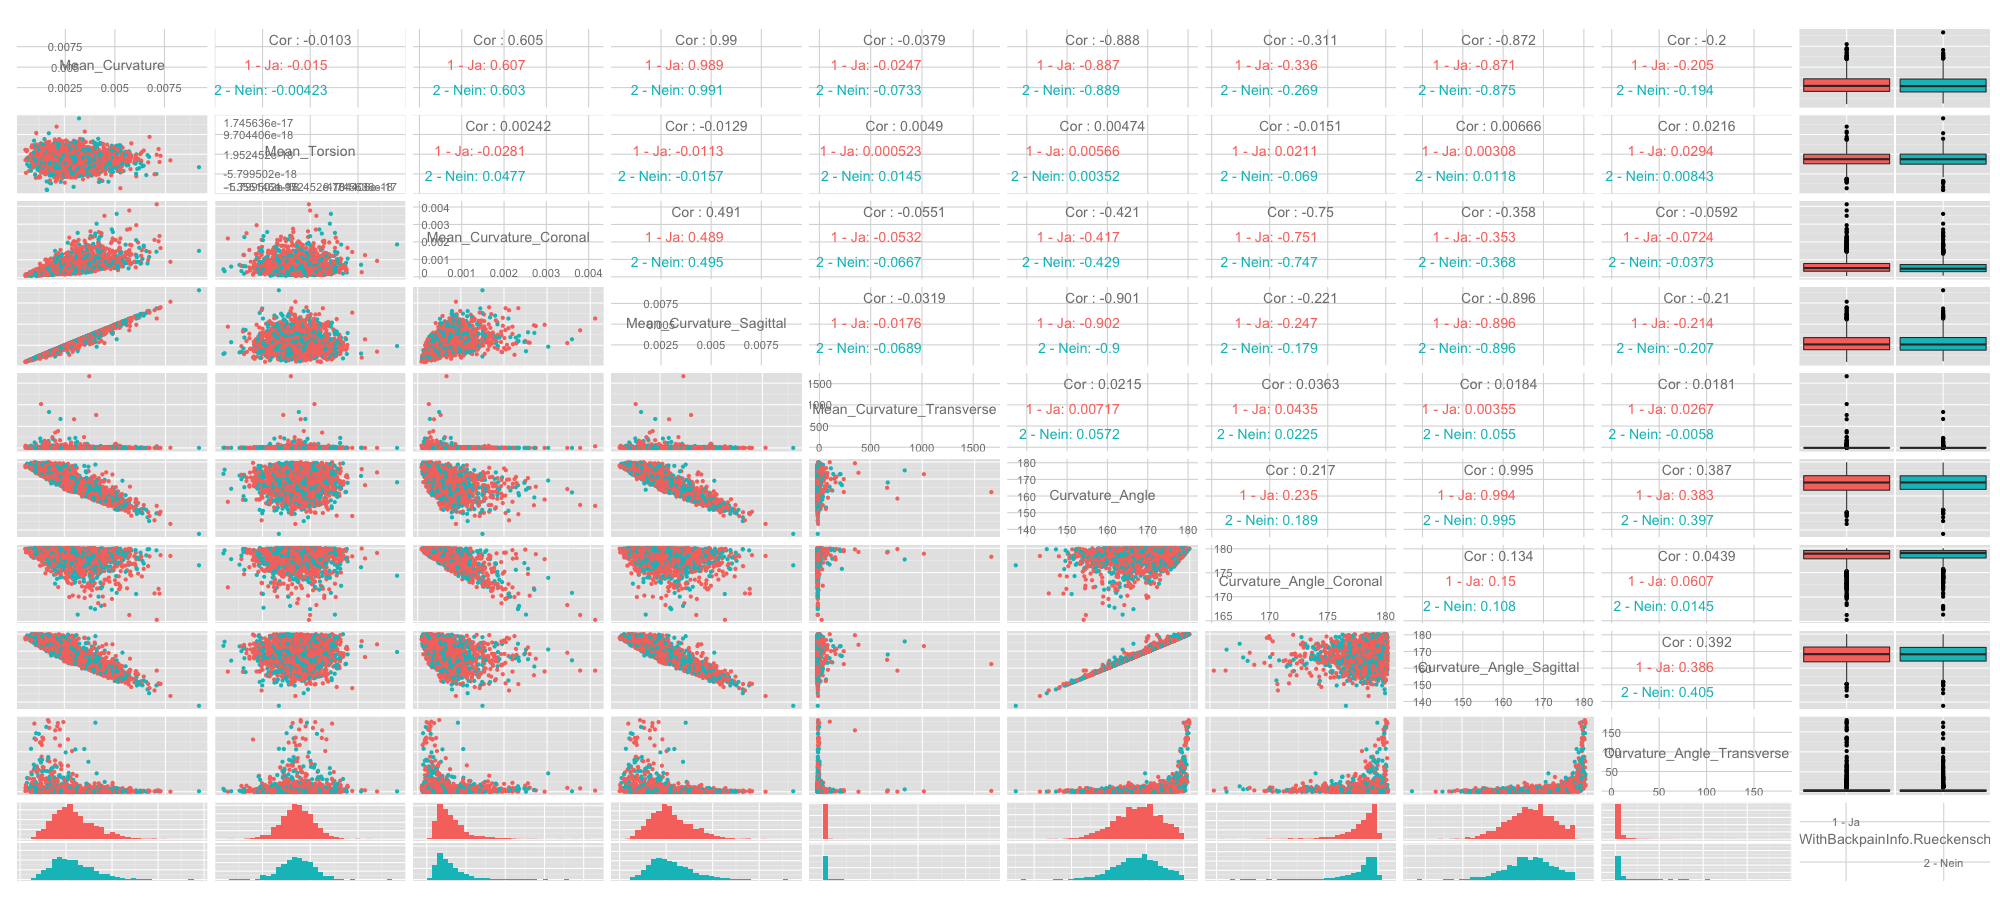 0.0075
Mean_Curvature
0.005
0.0025 0.005 0.0075
Cor : -0.0103
1 - Ja: -0.015
2 - Nein: -0.00423
Cor : 0.605
1 - Ja: 0.607
2 - Nein: 0.603
Cor : 0.99
1 - Ja: 0.989
2 - Nein: 0.991
Cor : -0.0379
1 - Ja: -0.0247
2 - Nein: -0.0733
Cor : -0.888
1 - Ja: -0.887
2 - Nein: -0.889
Cor : -0.311
1 - Ja: -0.336
2 - Nein: -0.269
Cor : -0.872
1 - Ja: -0.871
2 - Nein: -0.875
Cor : -0.2
1 - Ja: -0.205
2 - Nein: -0.194
1.745636e-17
9.704406e-18
Mean_Torsion
1.952452e-18
-5.799502e-18
Cor : 0.00242
1 - Ja: -0.0281
2 - Nein: 0.0477
Cor : -0.0129
1 - Ja: -0.0113
2 - Nein: -0.0157
Cor : 0.0049
1 - Ja: 0.000523
2 - Nein: 0.0145
Cor : 0.00474
1 - Ja: 0.00566
2 - Nein: 0.00352
Cor : -0.0151
1 - Ja: 0.0211
2 - Nein: -0.069
Cor : 0.00666
1 - Ja: 0.00308
2 - Nein: 0.0118
Cor : 0.0216
1 - Ja: 0.0294
2 - Nein: 0.00843
0.004
0.003
Mean_Curvature_Coronal
0.002
0.001
0 0.001 0.002 0.003 0.004
Cor : 0.491
1 - Ja: 0.489
2 - Nein: 0.495
Cor : -0.0551
1 - Ja: -0.0532
2 - Nein: -0.0667
Cor : -0.421
1 - Ja: -0.417
2 - Nein: -0.429
Cor : -0.75
1 - Ja: -0.751
2 - Nein: -0.747
Cor : -0.358
1 - Ja: -0.353
2 - Nein: -0.368
Cor : -0.0592
1 - Ja: -0.0724
2 - Nein: -0.0373
0.0075
Mean_Curvature_Sagittal
0.005
0.0025 0.005 0.0075
Cor : -0.0319
1 - Ja: -0.0176
2 - Nein: -0.0689
Cor : -0.901
1 - Ja: -0.902
2 - Nein: -0.9
Cor : -0.221
1 - Ja: -0.247
2 - Nein: -0.179
Cor : -0.896
1 - Ja: -0.896
2 - Nein: -0.896
Cor : -0.21
1 - Ja: -0.214
2 - Nein: -0.207
1500
1000
Mean_Curvature_Transverse
500
0 500 1000 1500
Cor : 0.0215
1 - Ja: 0.00717
2 - Nein: 0.0572
Cor : 0.0363
1 - Ja: 0.0435
2 - Nein: 0.0225
Cor : 0.0184
1 - Ja: 0.00355
2 - Nein: 0.055
Cor : 0.0181
1 - Ja: 0.0267
2 - Nein: -0.0058
180
170
Curvature_Angle
160
150
140 150 160 170 180
Cor : 0.217
1 - Ja: 0.235
2 - Nein: 0.189
Cor : 0.995
1 - Ja: 0.994
2 - Nein: 0.995
Cor : 0.387
1 - Ja: 0.383
2 - Nein: 0.397
180
Curvature_Angle_Coronal
175
170
165 170 175 180
Cor : 0.134
1 - Ja: 0.15
2 - Nein: 0.108
Cor : 0.0439
1 - Ja: 0.0607
2 - Nein: 0.0145
180
170
Curvature_Angle_Sagittal
160
150
140 150 160 170 180
Cor : 0.392
1 - Ja: 0.386
2 - Nein: 0.405
150
Curvature_Angle_Transverse
100
50
0 50 100 150
1 - Ja
WithBackpainInfo.Rueckensch
2 - Nein